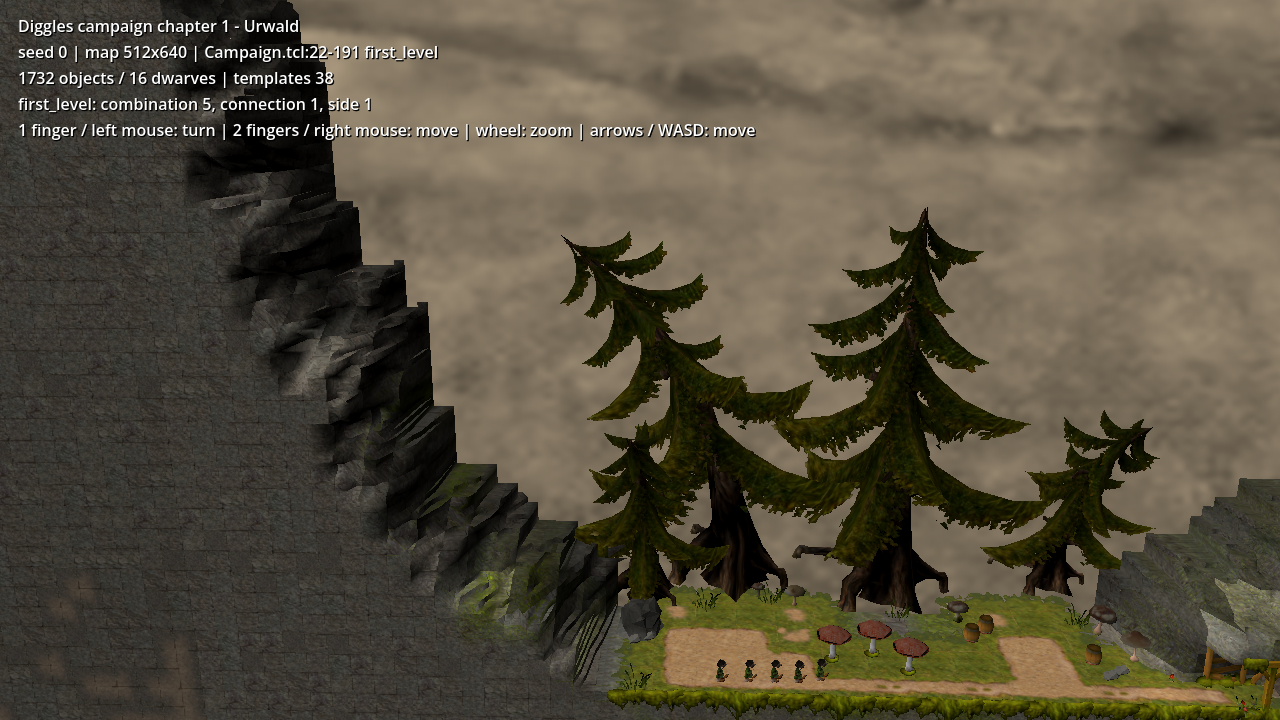 Diggles campaign chapter 1 - Urwald
seed 0 | map 512x640 | Campaign.tcl:22-191 first_level
1732 objects / 16 dwarves | templates 38
first_level: combination 5, connection 1, side 1
1 finger / left mouse: turn | 2 fingers / right mouse: move | wheel: zoom | arrows / WASD: move